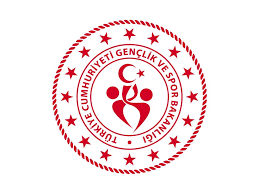 TÜRKİYE CUMHURİYETİ GENÇLİK VE SPOR BAKANLIĞI